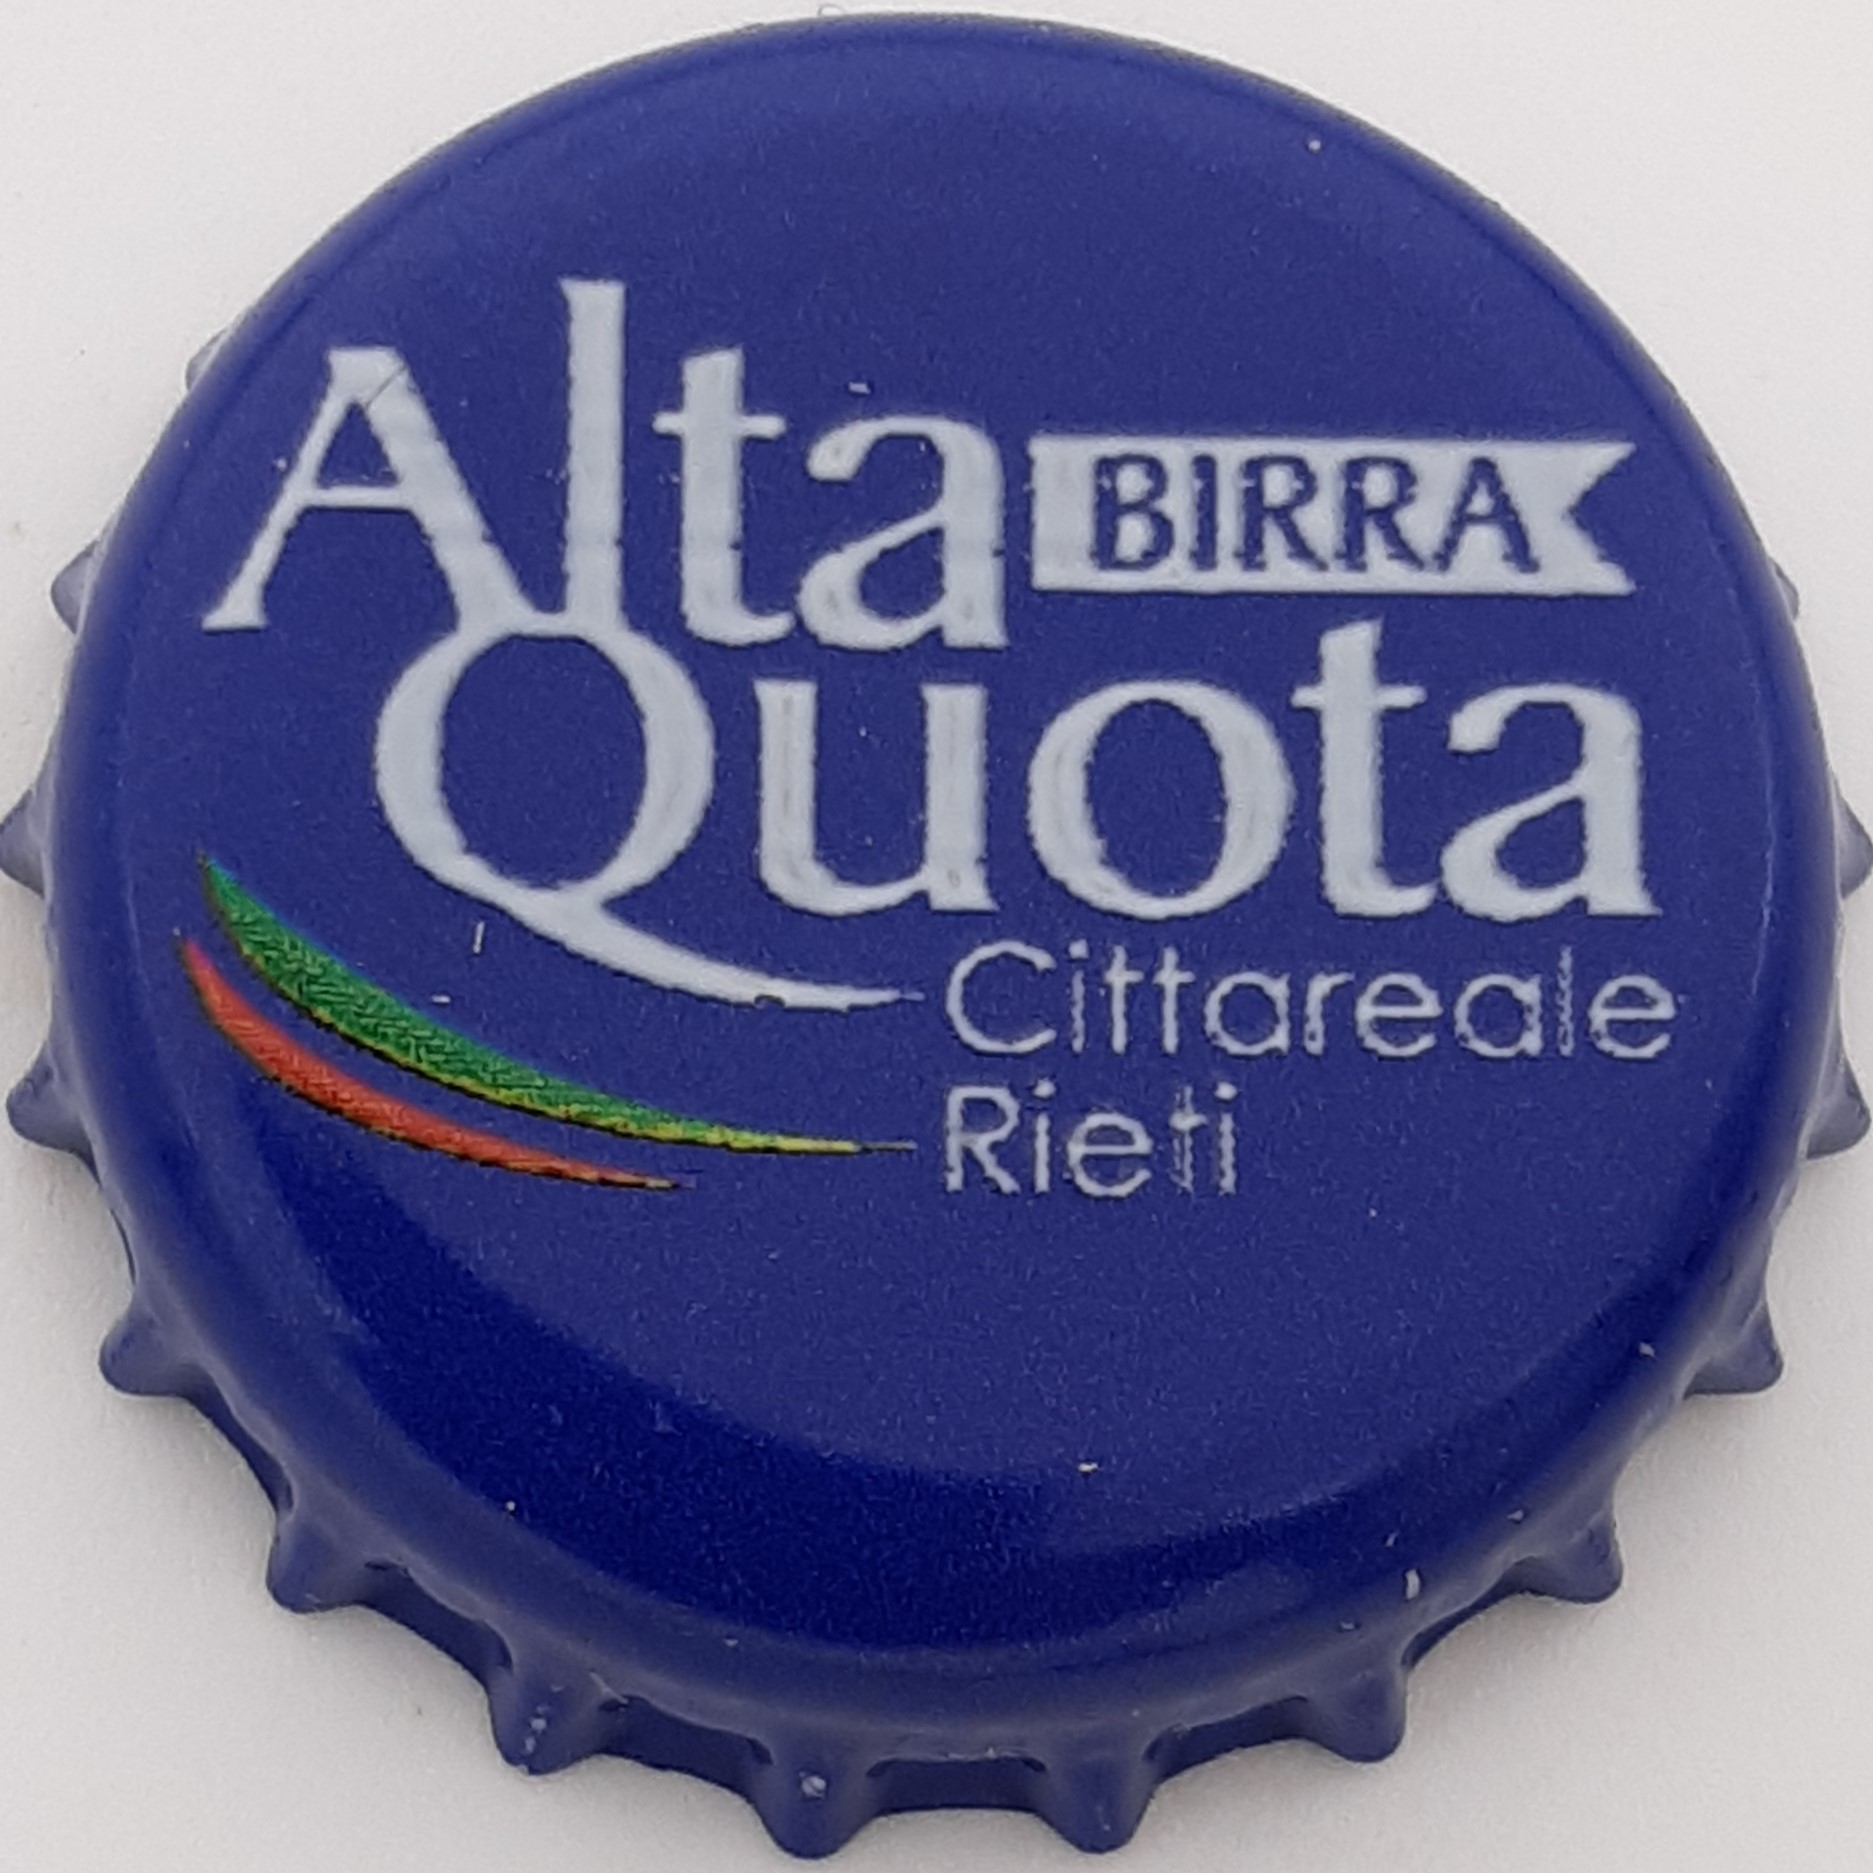 Alta BIRRA
Quota
Cittareale
Rieti